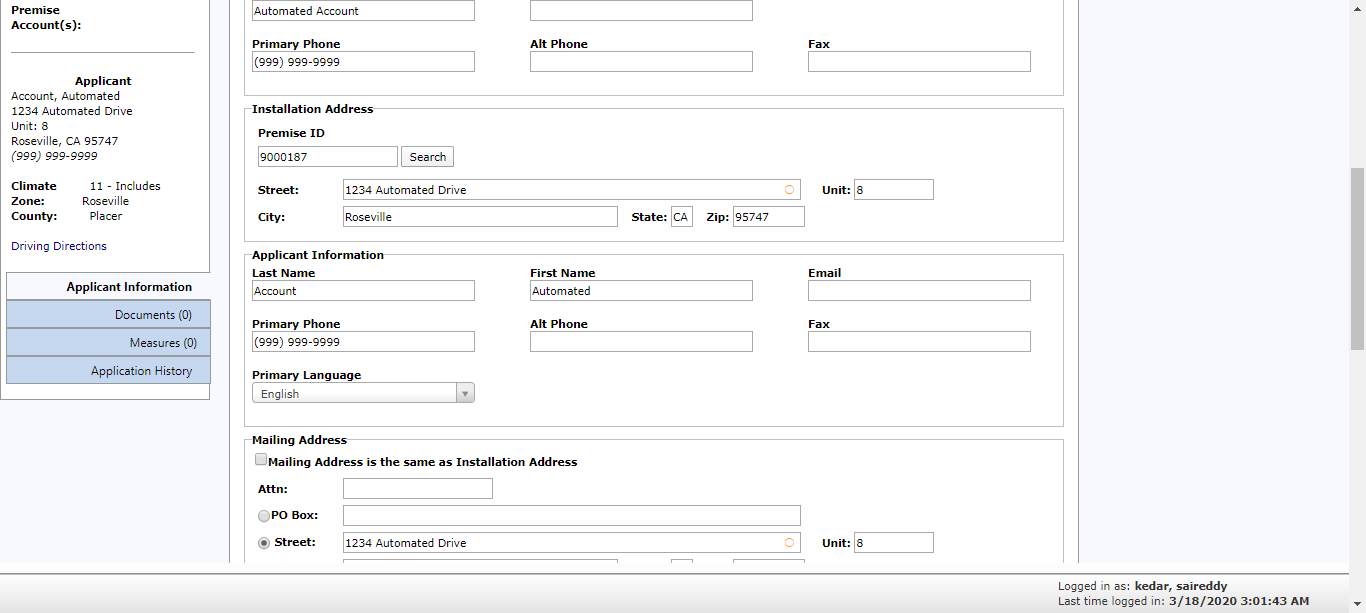 Premise
Account(s):
Applicant
Account, Automated
1234 Automated Drive
Unit: 8
Roseville, CA 95747
(999) 999-9999
Climate 11 - Includes
Zone: Roseville
County: Placer
Driving Directions
Applicant Information
Documents (0)
Measures (0)
Application History
Automated Account
Primary Phone Alt Phone Fax
(999) 999-9999
Installation Address
Premise ID
9000187 Search
Street: 1234 Automated Drive Unit: 8
City: Roseville State: CA Zip: 95747
Applicant Information
Last Name First Name Email
Account Automated
Primary Phone Alt Phone Fax
(999) 999-9999
Primary Language
English
Mailing Address
Mailing Address is the same as Installation Address
Attn:
PO Box:
Street: 1234 Automated Drive Unit: 8
Logged in as: kedar, saireddy
Last time logged in: 3/18/2020 3:01:43 AM